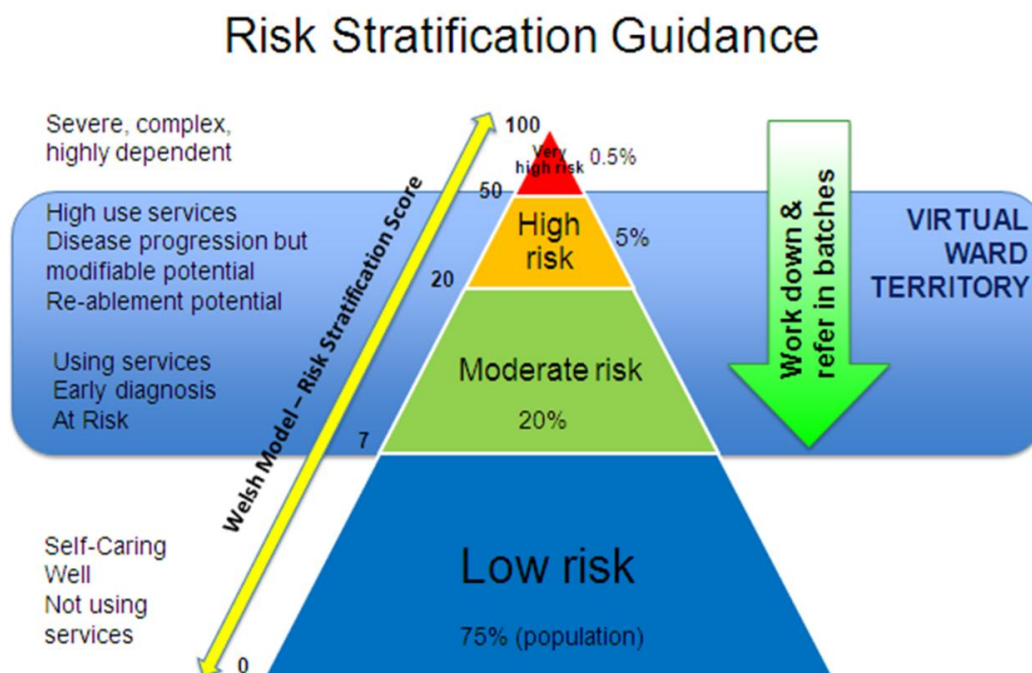 Risk Stratification Guidance
Severe, complex,
highly dependent
High use services
Disease progression but
modifiable potential
Re-ablement potential
Using services
Early diagnosis
At Risk
Self-Caring
Well
Not using
services
Welsh Model – Risk Stratification Score
100
50
20
7
0
Very
high risk
0.5%
High
risk
5%
Moderate risk
20%
Low risk
75% (population)
Work down &
refer in batches
VIRTUAL
WARD
TERRITORY